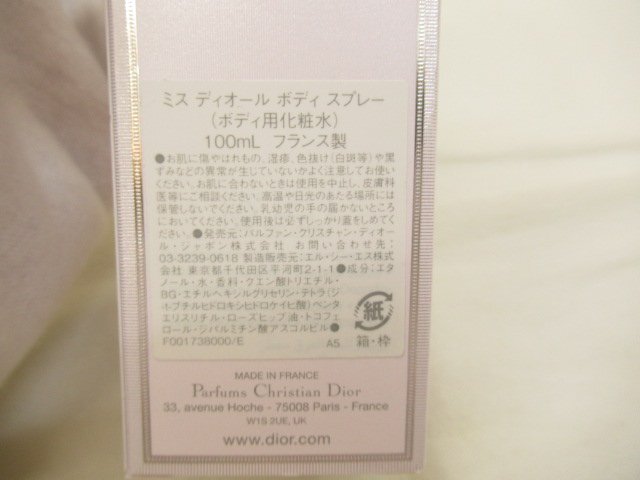 ミス ディオール ボディ スプレー
(ボディ用化粧水)
100mL フランス製
●お肌に傷やはれもの、湿疹、色抜け(白斑等)や黒
ずみなどの異常が生じていないかよく注意してお使い
ください。お肌に合わないときは使用を中止し、皮膚科
医等にご相談ください。高温や日光のあたる場所には
保管しないでください。乳幼児の手の届かないところ
においてください。使用後は必ずしっかり蓋をしめてく
ださい。●発売元:パルファン・クリスチャン・ディオー
ル・ジャポン株式会社 お問い合わせ先:
03-3239-0618 製造販売元:エル・シー・エス株式
会社 東京都千代田区平河町2-1-1●成分:エタ
ノール・水・香料・クエン酸トリエチル・
BG・エチルヘキシルグリセリン・テトラ(ジ
t-ブチルヒドロキシヒドロケイヒ酸)ペンタ
エリスリチル・ローズヒップ油・トコフェ
ロール・ジパルミチン酸アスコルビル●
F001738000/E A5
紙
箱・枠
MADE IN FRANCE
Parfums Christian Dior
33, avenue Hoche - 75008 Paris - France
W1S 2UE, UK
www.dior.com